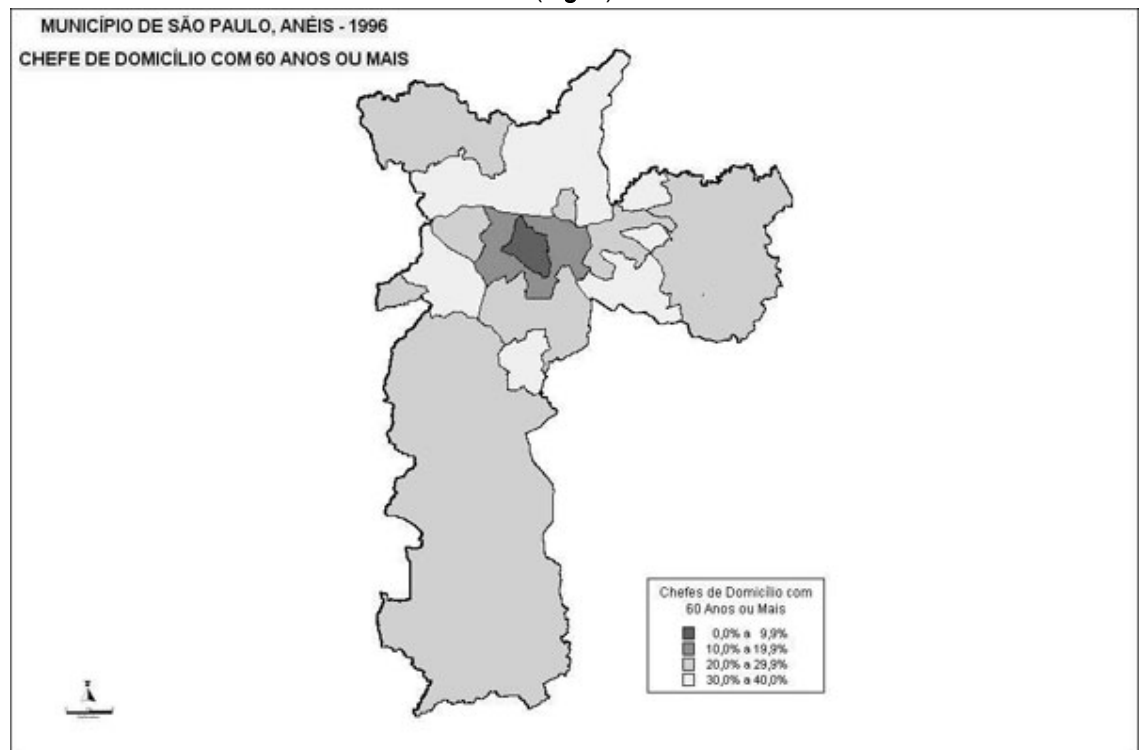 MUNICÍPIO DE SÃO PAULO, ANÉIS - 1996
CHEFE DE DOMICÍLIO COM 60 ANOS OU MAIS
Chefes de Domicílio com
60 Anos ou Mais
0,0% a 9,9%
10,0% a 19,9%
20,0% a 29,9%
30,0% a 40,0%